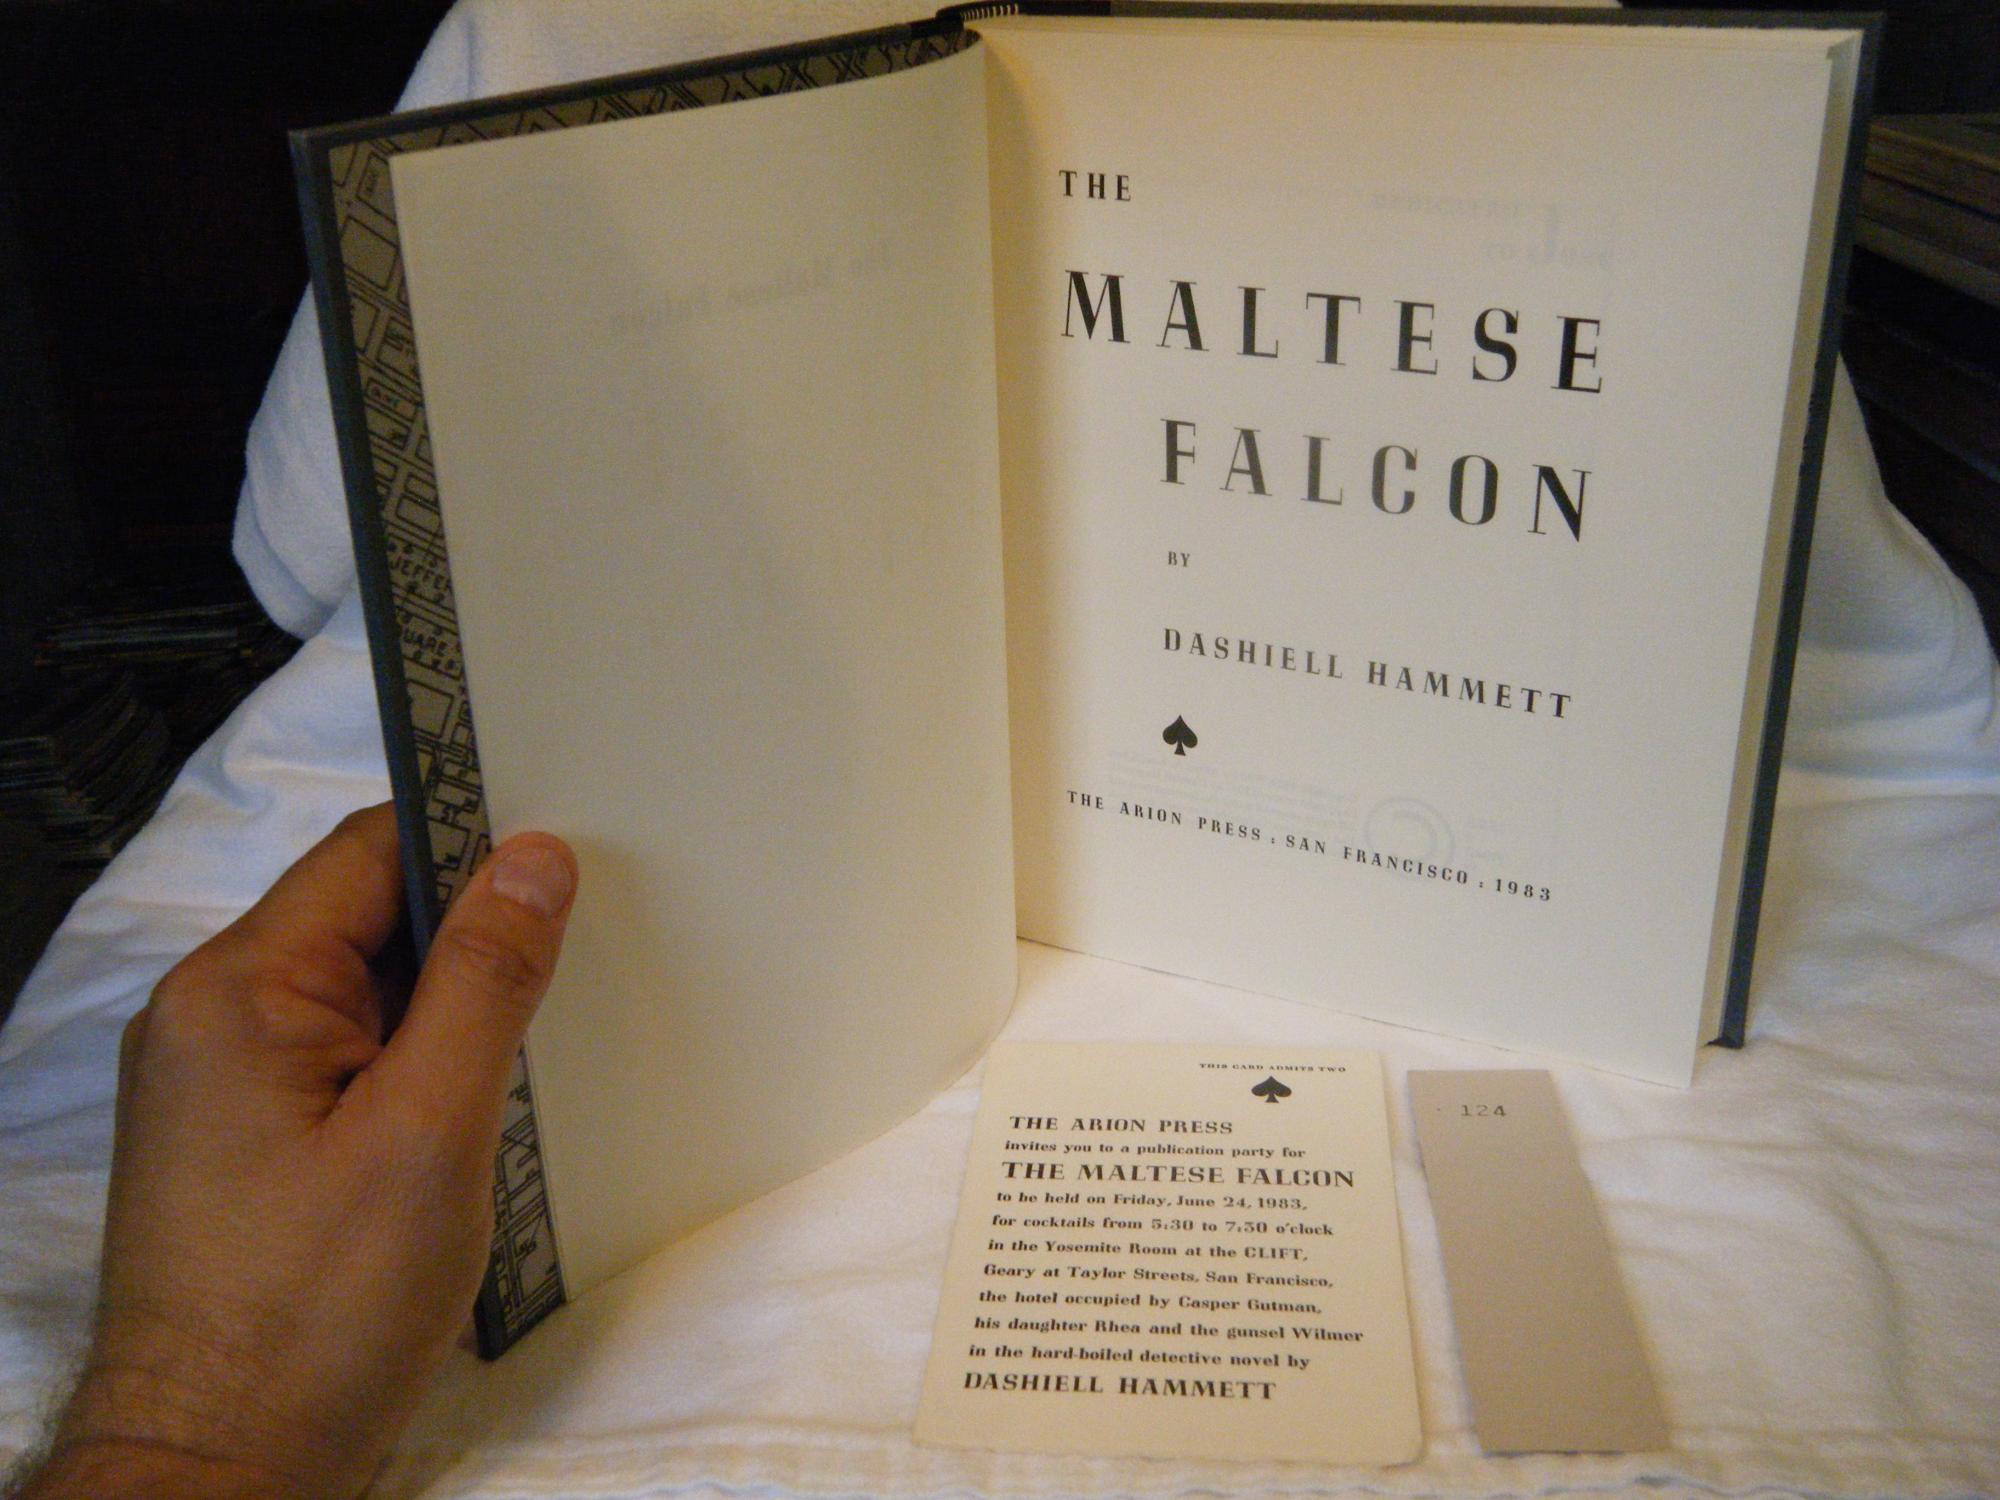 THE
MALTESE
FALCON
BY
DASHIELL HAMMETT
THE ARION PRESS : SAN FRANCISCO : 1983
JEFFER
UARE
ST.
THIS CARD ADMITS TWO
THE ARION PRESS
invites you to a publication party for
THE MALTESE FALCON
to be held on Friday, June 24, 1983,
for cocktails from 5:30 to 7:30 o'clock
in the Yosemite Room at the CLIFT,
Geary at Taylor Streets, San Francisco,
the hotel occupied by Casper Gutman,
his daughter Rhea and the gunsel Wilmer
in the hard-boiled detective novel by
DASHIELL HAMMETT
124